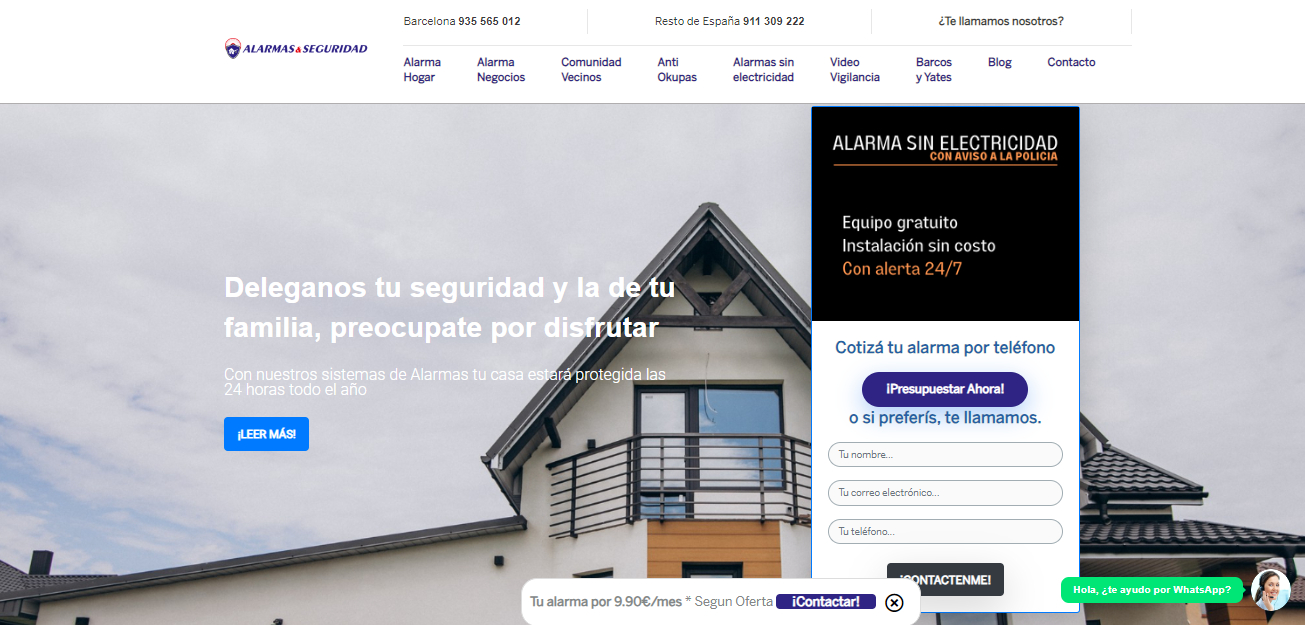 Barcelona 935 565 012
Resto de España 911 309 222
¿Te llamamos nosotros?
ALARMAS&SEGURIDAD
Alarma Hogar
Alarma Negocios
Comunidad Vecinos
Anti Okupas
Alarmas sin electricidad
Video Vigilancia
Barcos y Yates
Blog
Contacto
Deleganos tu seguridad y la de tu
familia, preocupate por disfrutar
Con nuestros sistemas de Alarmas tu casa estará protegida las
24 horas todo el año
¡LEER MÁS!
ALARMA SIN ELECTRICIDAD
CON AVISO A LA POLICIA
Equipo gratuito
Instalación sin costo
Con alerta 24/7
Cotizá tu alarma por teléfono
¡Presupuestar Ahora!
o si preferís, te llamamos.
Tu nombre...
Tu correo electrónico...
Tu teléfono...
¡CONTACTENME!
Tu alarma por 9.90€/mes * Segun Oferta ¡Contactar!
Hola, ¿te ayudo por WhatsApp?